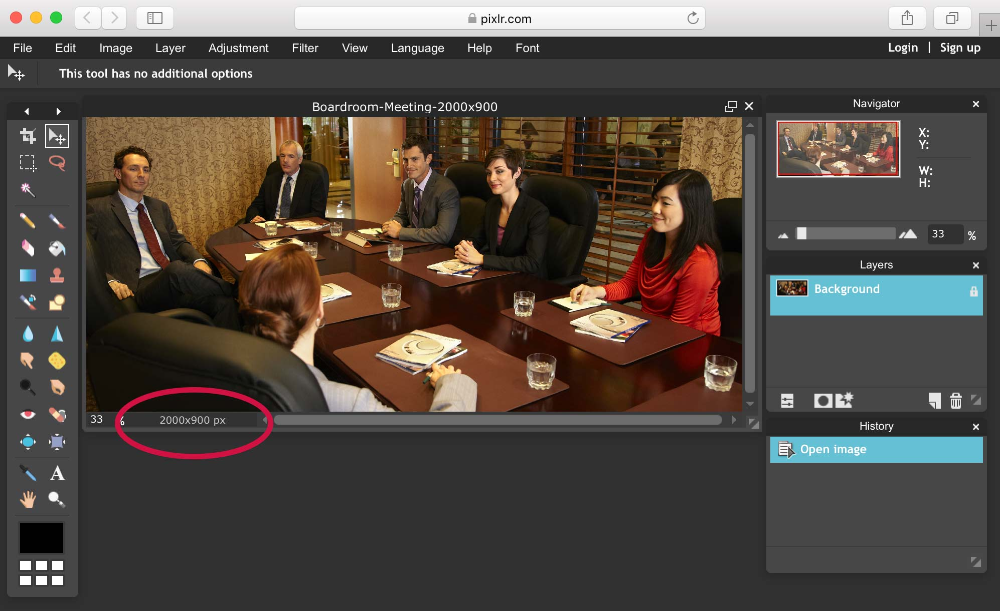 pixlr.com
File Edit Image Layer Adjustment Filter View Language Help Font Login | Sign up
This tool has no additional options
Boardroom-Meeting-2000x900
Navigator
X:
Y:
W:
H:
33 %
Layers
Background
33 %
2000x900 px
History
Open image
A